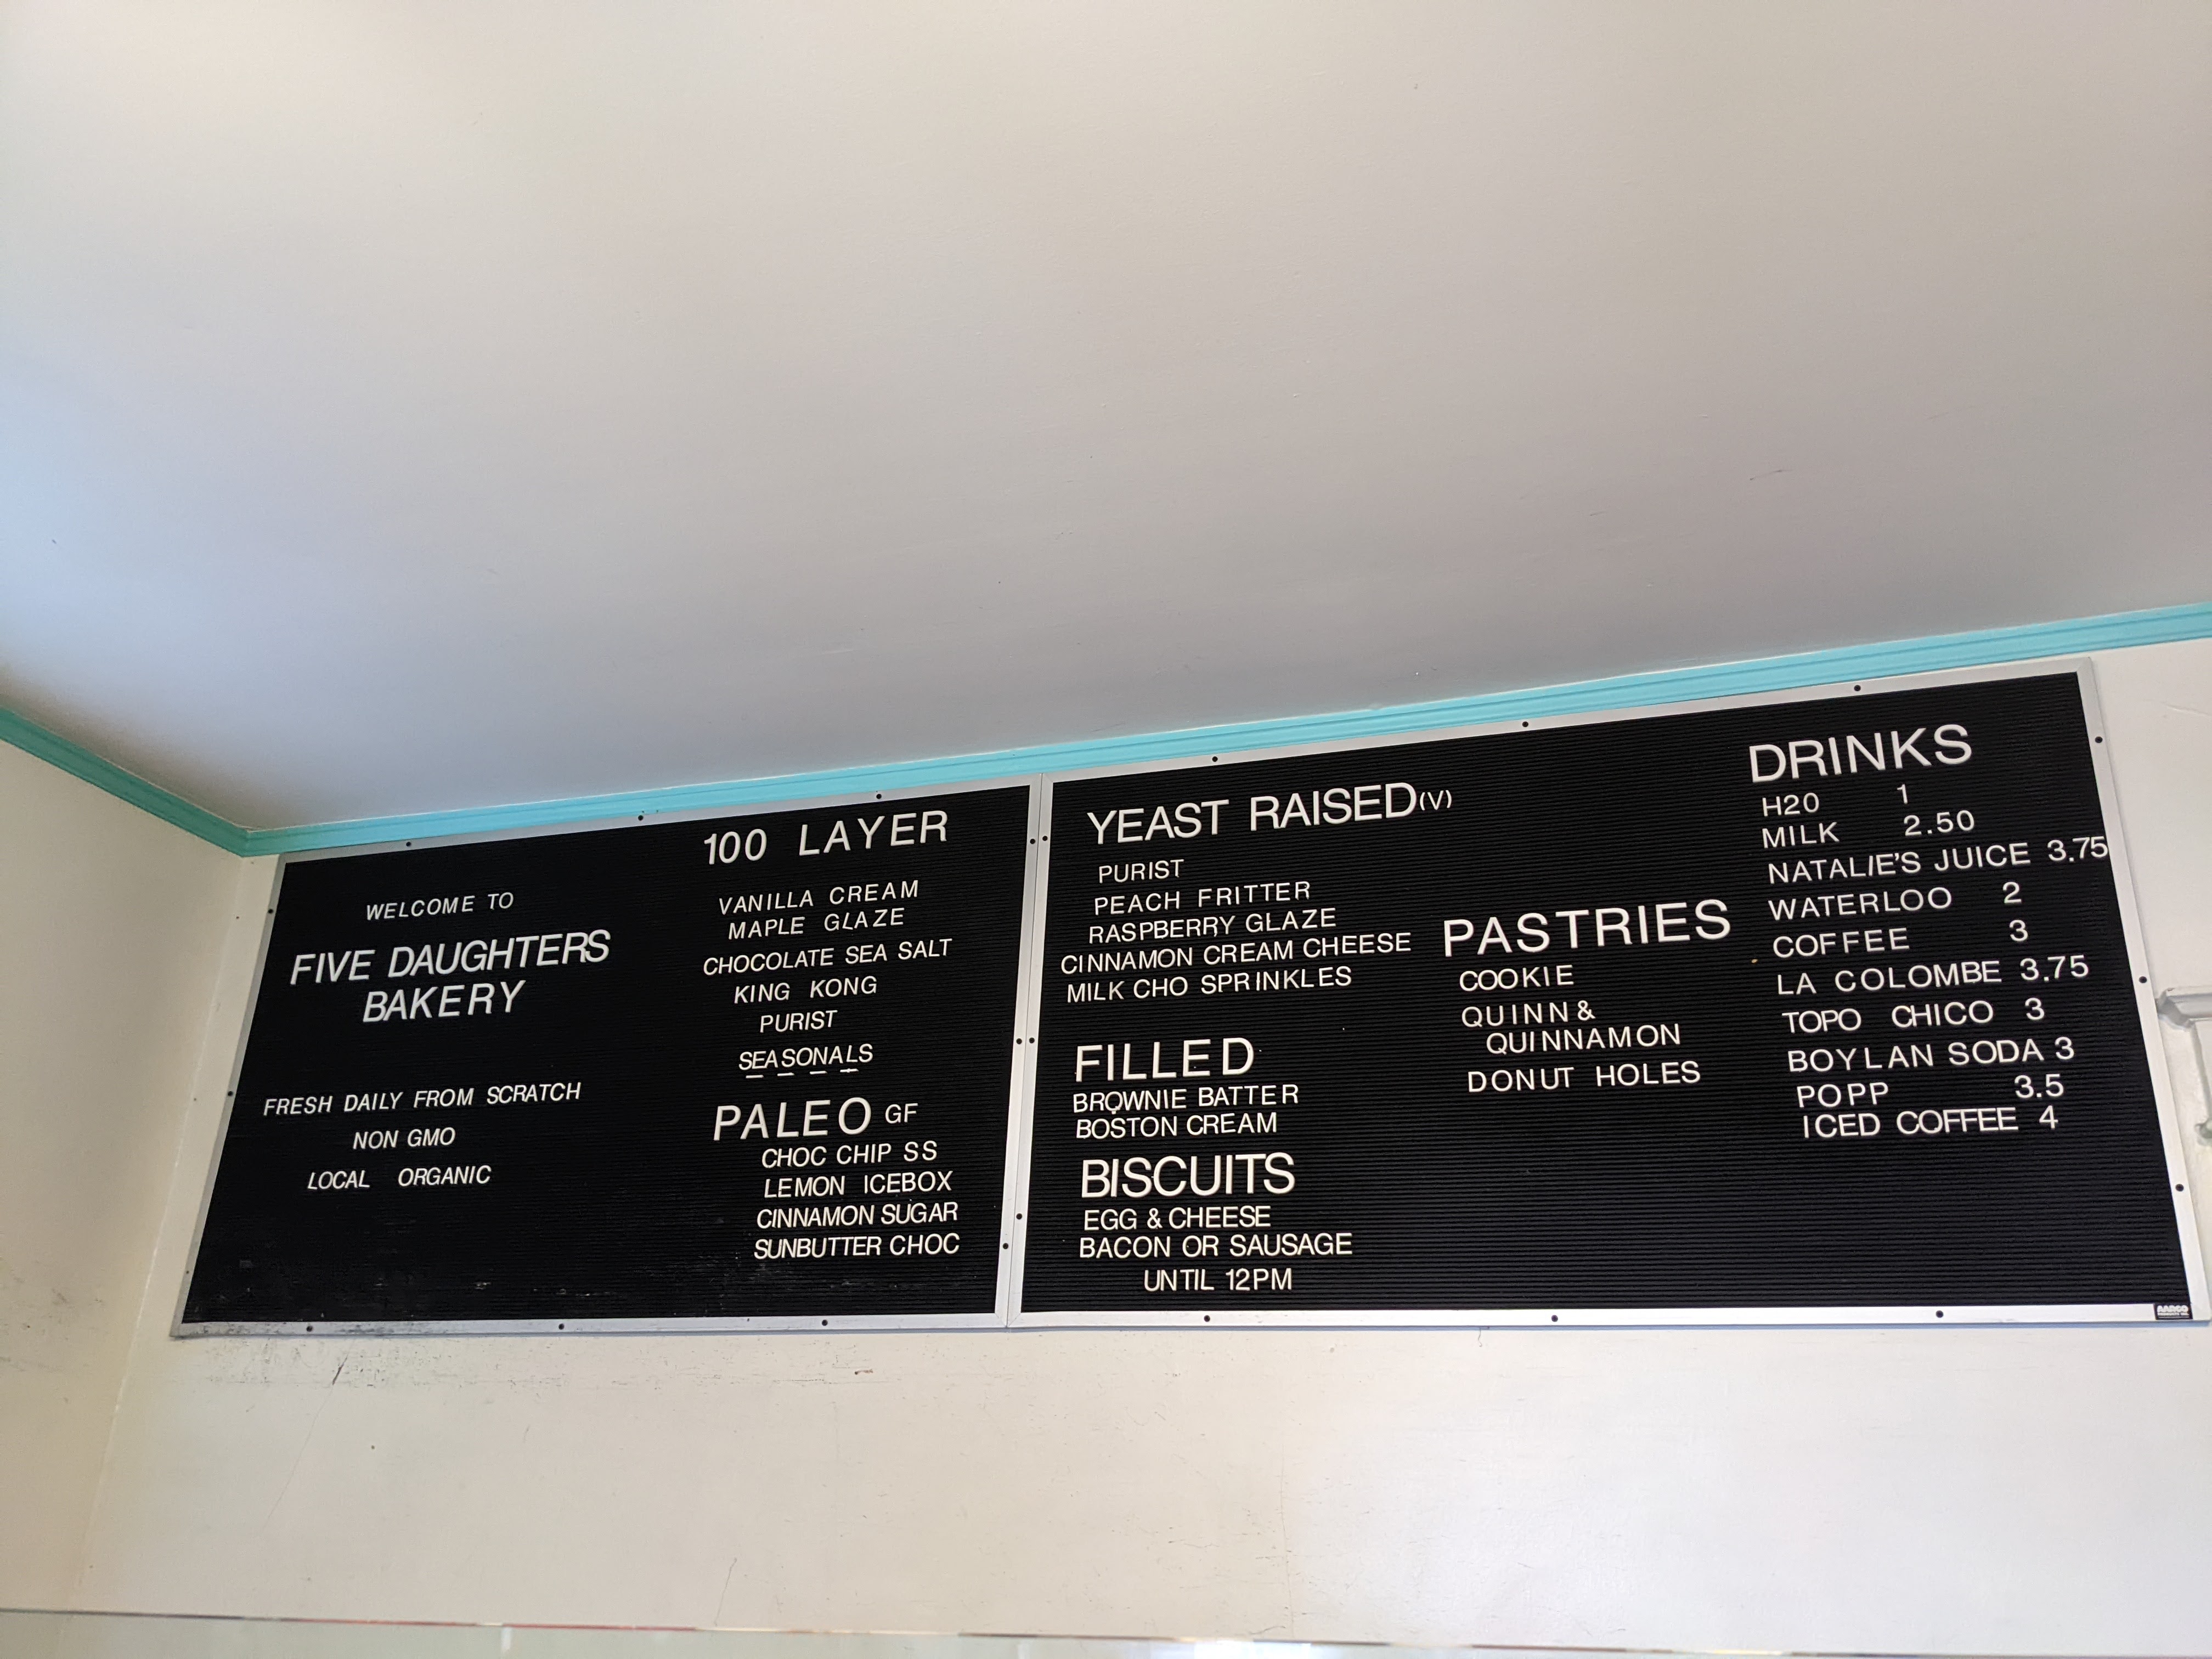 WELCOME TO
FIVE DAUGHTERS
BAKERY
FRESH DAILY FROM SCRATCH
NON GMO
LOCAL ORGANIC
100 LAYER
VANILLA CREAM
MAPLE GLAZE
CHOCOLATE SEA SALT
KING KONG
PURIST
SEASONALS
PALEO GF
CHOC CHIP SS
LEMON ICEBOX
CINNAMON SUGAR
SUNBUTTER CHOC
YEAST RAISED(V)
PURIST
PEACH FRITTER
RASPBERRY GLAZE
CINNAMON CREAM CHEESE
MILK CHO SPRINKLES
FILLED
BROWNIE BATTER
BOSTON CREAM
BISCUITS
EGG & CHEESE
BACON OR SAUSAGE
UNTIL 12PM
PASTRIES
COOKIE
QUINN &
QUINNAMON
DONUT HOLES
DRINKS
H20 1
MILK 2.50
NATALIE'S JUICE 3.75
WATERLOO 2
COFFEE 3
LA COLOMBE 3.75
TOPO CHICO 3
BOYLAN SODA 3
POPP 3.5
ICED COFFEE 4
AARCO